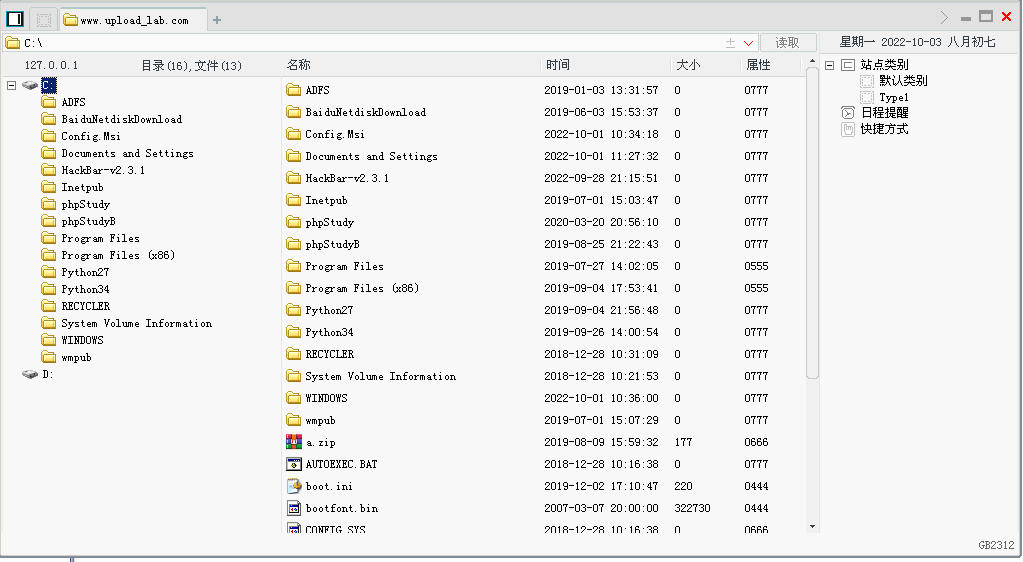 www.upload_lab.com
C:\
读取
星期一 2022-10-03 八月初七
127.0.0.1 目录(16),文件(13)
名称 时间 大小 属性
C:
ADFS
BaiduNetdiskDownload
Config.Msi
Documents and Settings
HackBar-v2.3.1
Inetpub
phpStudy
phpStudyB
Program Files
Program Files (x86)
Python27
Python34
RECYCLER
System Volume Information
WINDOWS
wmpub
D:
ADFS 2019-01-03 13:31:57 0 0777
BaiduNetdiskDownload 2019-06-03 15:53:37 0 0777
Config.Msi 2022-10-01 10:34:18 0 0777
Documents and Settings 2022-10-01 11:27:32 0 0777
HackBar-v2.3.1 2022-09-28 21:15:51 0 0777
Inetpub 2019-07-01 15:03:47 0 0777
phpStudy 2020-03-20 20:56:10 0 0777
phpStudyB 2019-08-25 21:22:43 0 0777
Program Files 2019-07-27 14:02:05 0 0555
Program Files (x86) 2019-09-04 17:53:41 0 0555
Python27 2019-09-04 21:56:48 0 0777
Python34 2019-09-26 14:00:54 0 0777
RECYCLER 2018-12-28 10:31:09 0 0777
System Volume Information 2018-12-28 10:21:53 0 0777
WINDOWS 2022-10-01 10:36:00 0 0777
wmpub 2019-07-01 15:07:29 0 0777
a.zip 2019-08-09 15:59:32 177 0666
AUTOEXEC.BAT 2018-12-28 10:16:38 0 0777
boot.ini 2019-12-02 17:10:47 220 0444
bootfont.bin 2007-03-07 20:00:00 322730 0444
CONFIG.SYS 2018-12-28 10:16:38 0 0666
站点类别
默认类别
Type1
日程提醒
快捷方式
GB2312